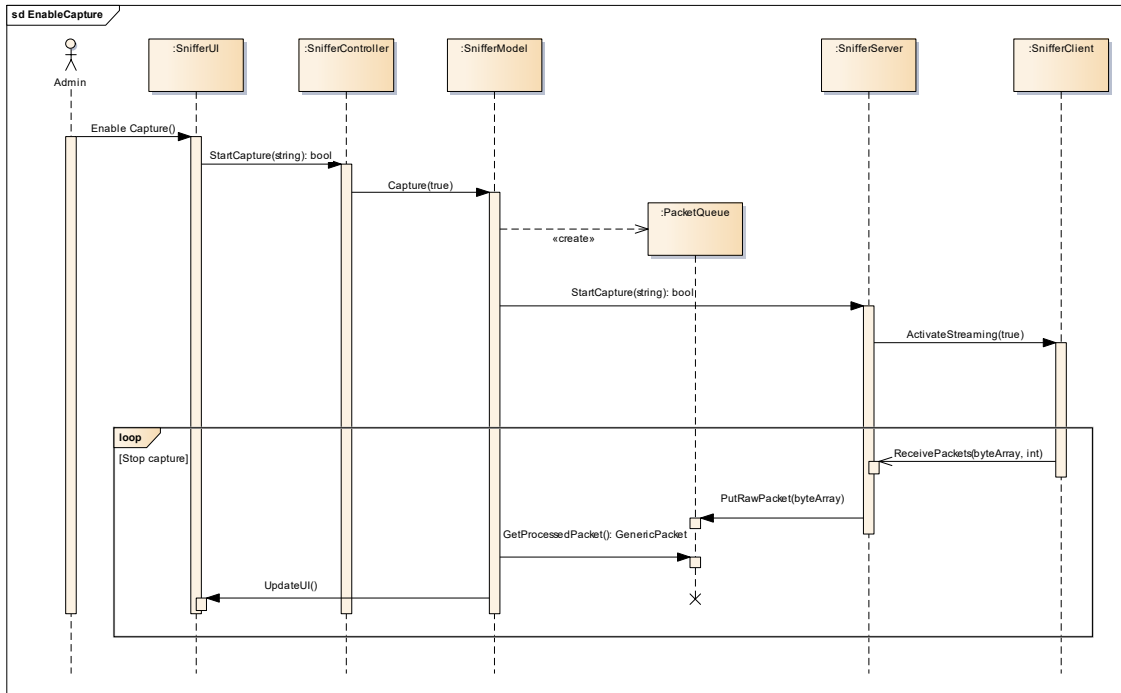 sd EnableCapture
:SnifferUI
:SnifferController
:SnifferModel
:SnifferServer
:SnifferClient
Admin
Enable Capture()
StartCapture(string): bool
Capture(true)
:PacketQueue
«create»
StartCapture(string): bool
ActivateStreaming(true)
loop
[Stop capture]
ReceivePackets(byteArray, int)
PutRawPacket(byteArray)
GetProcessedPacket(): GenericPacket
UpdateUI()